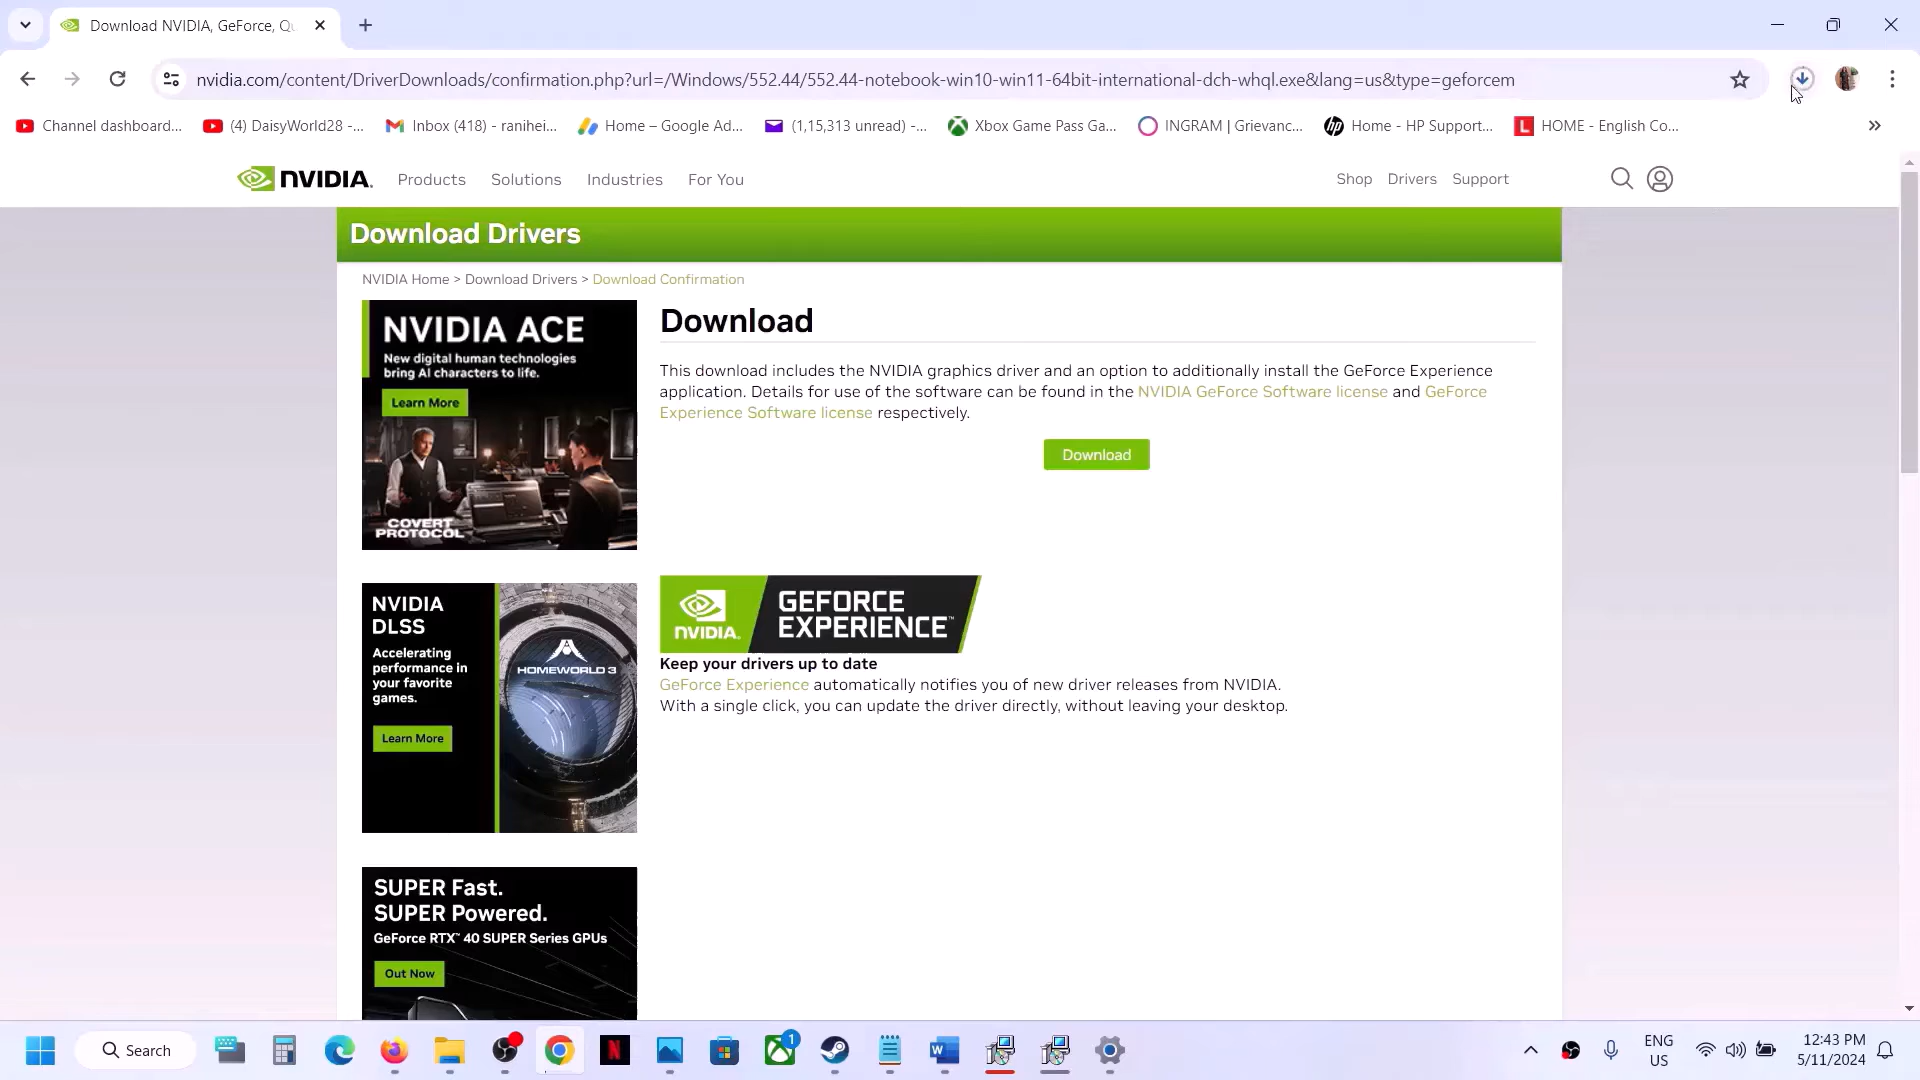 Download NVIDIA, GeForce, Qu
nvidia.com/content/DriverDownloads/confirmation.php?url=/Windows/552.44/552.44-notebook-win10-win11-64bit-international-dch-whql.exe&lang=us&type=geforcem
Channel dashboard...
(4) DaisyWorld28 -...
Inbox (418) - ranihei...
Home – Google Ad...
(1,15,313 unread) -...
Xbox Game Pass Ga...
INGRAM | Grievanc...
hp
Home - HP Support...
L
HOME - English Co...
NVIDIA.
Products
Solutions
Industries
For You
Shop
Drivers
Support
Download Drivers
NVIDIA Home > Download Drivers > Download Confirmation
NVIDIA ACE
New digital human technologies
bring AI characters to life.
Learn More
COVERT
PROTOCOL
Download
This download includes the NVIDIA graphics driver and an option to additionally install the GeForce Experience
application. Details for use of the software can be found in the NVIDIA GeForce Software license and GeForce
Experience Software license respectively.
Download
NVIDIA
DLSS
Accelerating
performance in
your favorite
games.
Learn More
HOMEWORLD 3
NVIDIA.
GEFORCE
EXPERIENCE™
Keep your drivers up to date
GeForce Experience automatically notifies you of new driver releases from NVIDIA.
With a single click, you can update the driver directly, without leaving your desktop.
SUPER Fast.
SUPER Powered.
GeForce RTX™ 40 SUPER Series GPUs
Out Now
Search
N
1
W
ENG
US
12:43 PM
5/11/2024